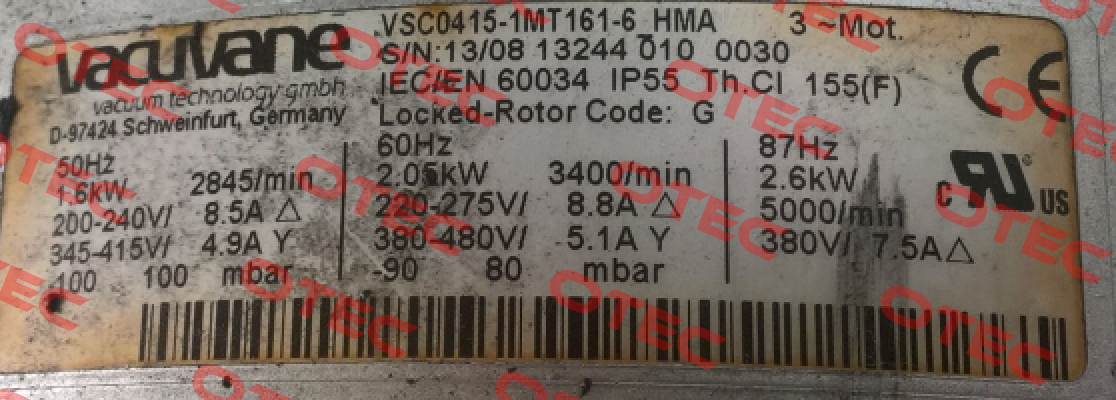 vacuvane
vacuum technology gmbh
D-97424 Schweinfurt, Germany
VSC0415-1MT161-6 HMA 3 ~Mot.
S/N:13/08 13244 010 0030
IEC/EN 60034 IP55 Th.Cl 155(F)
Locked-Rotor Code: G
CE
50Hz
1.6kW 2845/min
200-240V/ 8.5A △
345-415V/ 4.9A Y
-100 100 mbar
60Hz
2.05kW 3400/min
220-275V/ 8.8A △
380-480V/ 5.1A Y
-90 80 mbar
87Hz
2.6kW
5000/min
380V/ 7.5A△
c RU ® US
OTEC